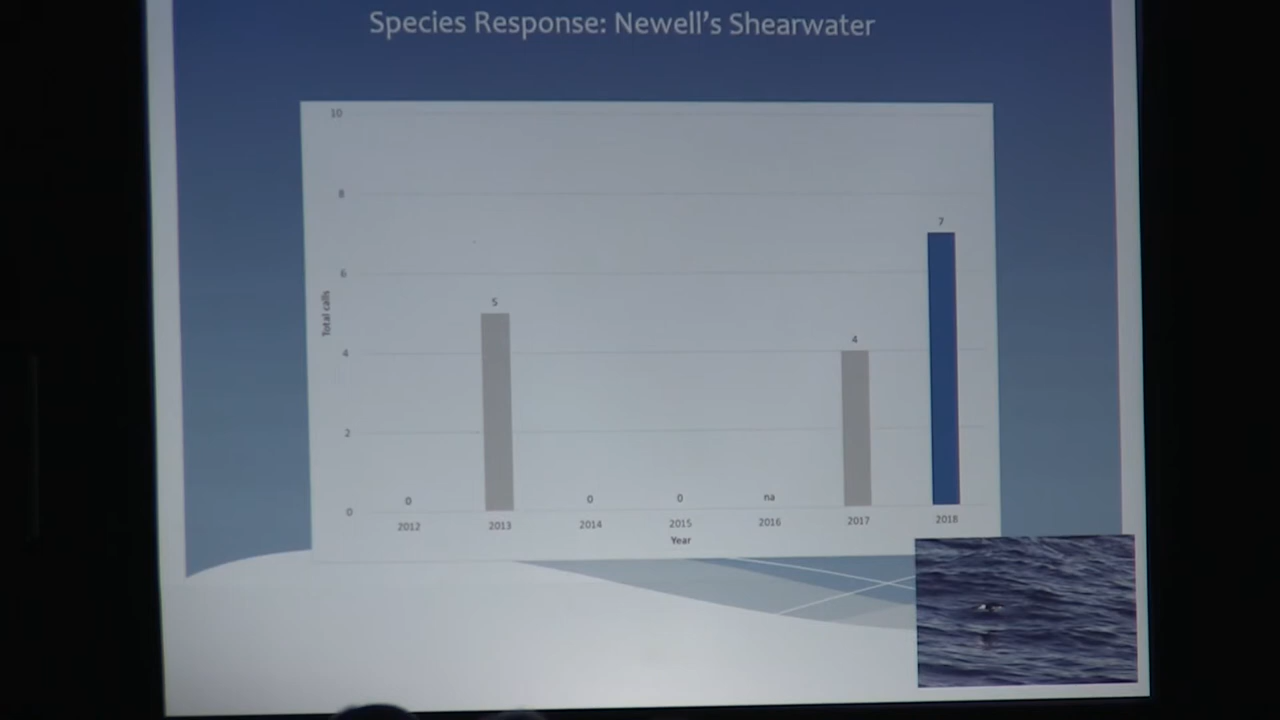 Species Response: Newell's Shearwater
10
8
6
4
2
0
Total calls
0
5
0
0
na
4
7
2012 2013 2014 2015 2016 2017 2018
Year